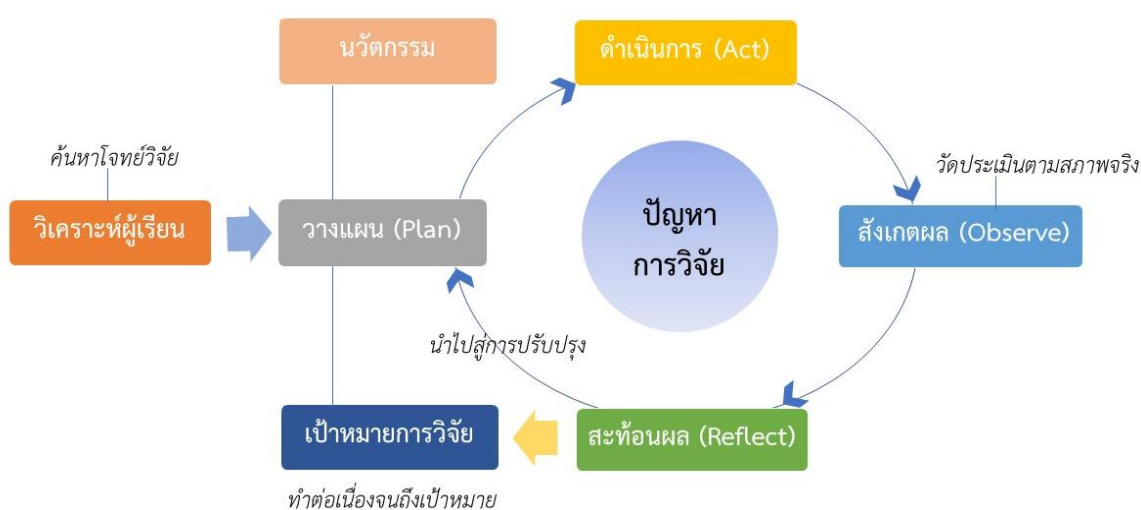 นวัตกรรม
ดำเนินการ (Act)
ค้นหาโจทย์วิจัย
วัดประเมินตามสภาพจริง
วิเคราะห์ผู้เรียน
วางแผน (Plan)
ปัญหา
การวิจัย
สังเกตผล (Observe)
นำไปสู่การปรับปรุง
เป้าหมายการวิจัย
สะท้อนผล (Reflect)
ทำต่อเนื่องจนถึงเป้าหมาย